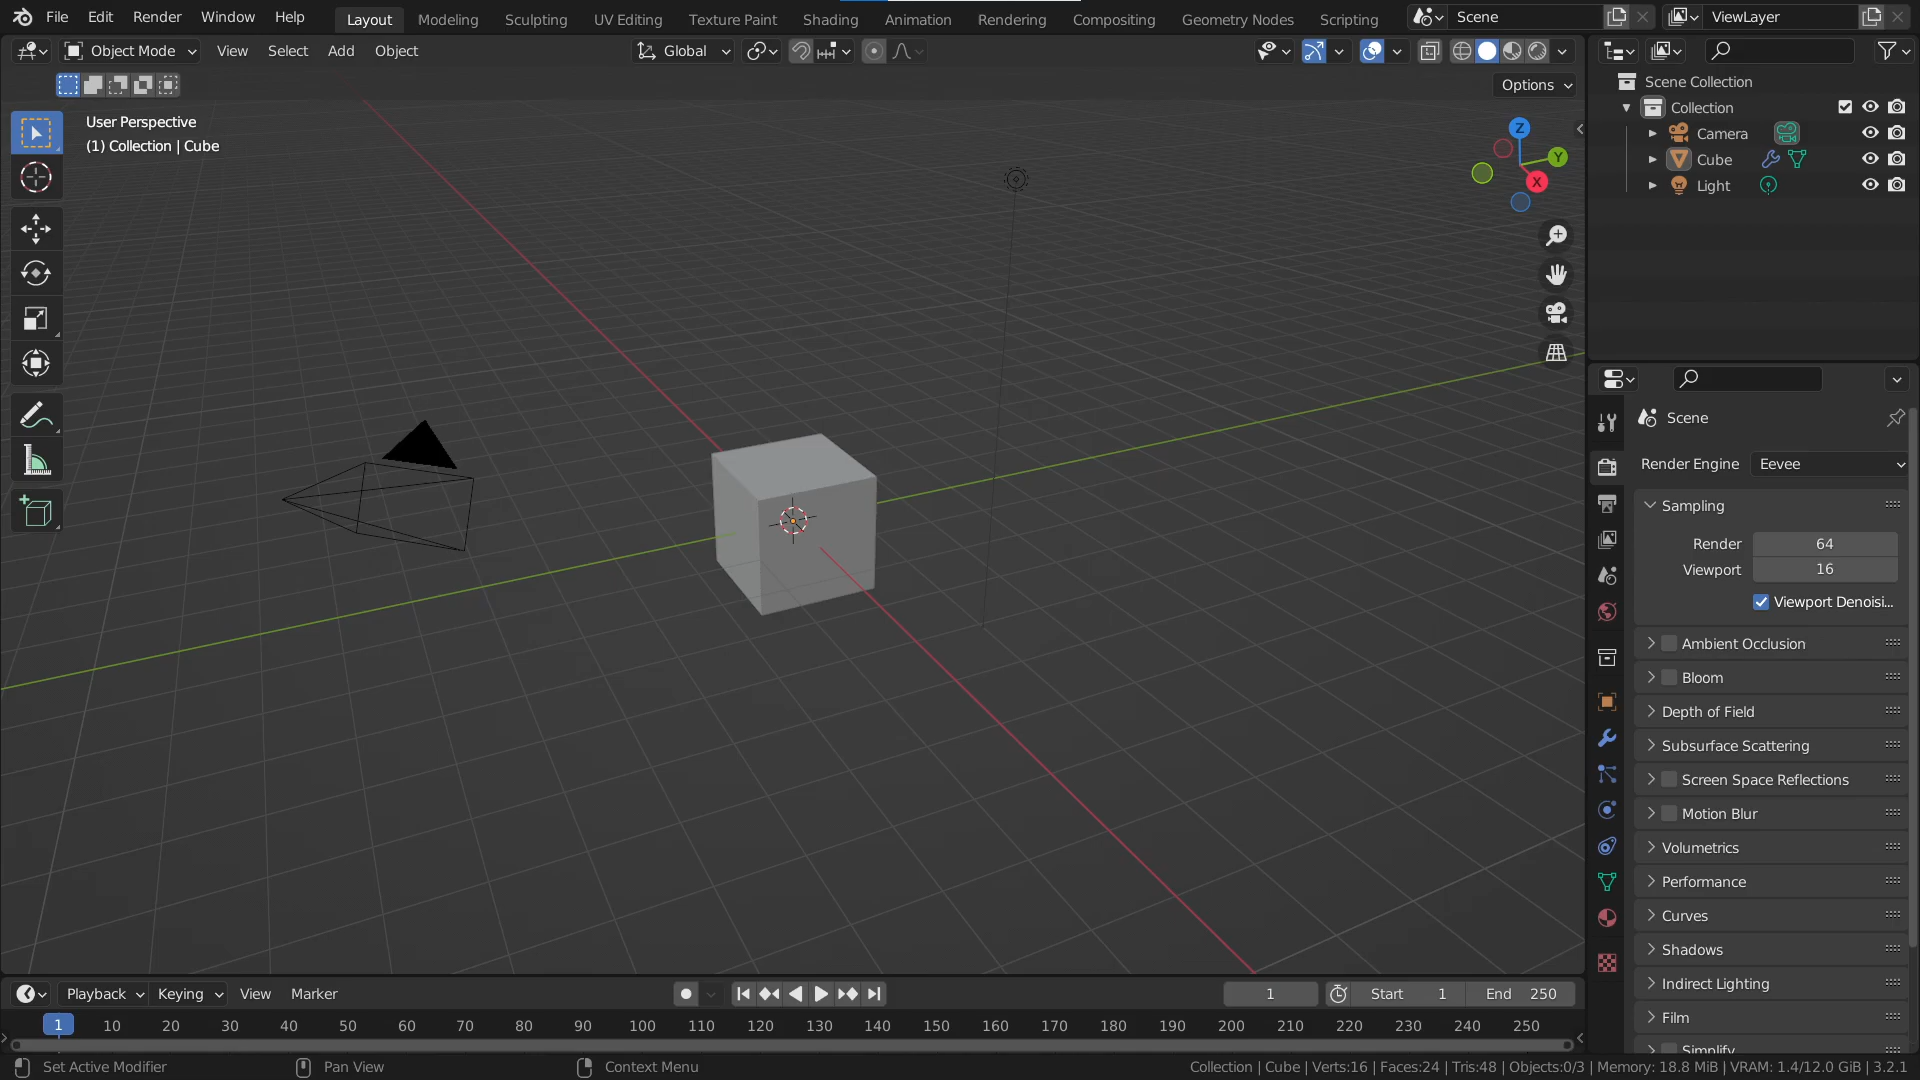 File Edit Render Window Help Layout Modeling Sculpting UV Editing Texture Paint Shading Animation Rendering Compositing Geometry Nodes Scripting Scene ViewLayer
Object Mode View Select Add Object Global
Options
User Perspective
(1) Collection | Cube
Z
Y
X
Scene Collection
Collection
Camera
Cube
Light
Scene
Render Engine Eevee
Sampling
Render 64
Viewport 16
Viewport Denoisi...
Ambient Occlusion
Bloom
Depth of Field
Subsurface Scattering
Screen Space Reflections
Motion Blur
Volumetrics
Performance
Curves
Shadows
Indirect Lighting
Film
Simplify
Playback Keying View Marker 1 Start 1 End 250
1 10 20 30 40 50 60 70 80 90 100 110 120 130 140 150 160 170 180 190 200 210 220 230 240 250
Set Active Modifier Pan View Context Menu Collection | Cube | Verts:16 | Faces:24 | Tris:48 | Objects:0/3 | Memory: 18.8 MiB | VRAM: 1.4/12.0 GiB | 3.2.1